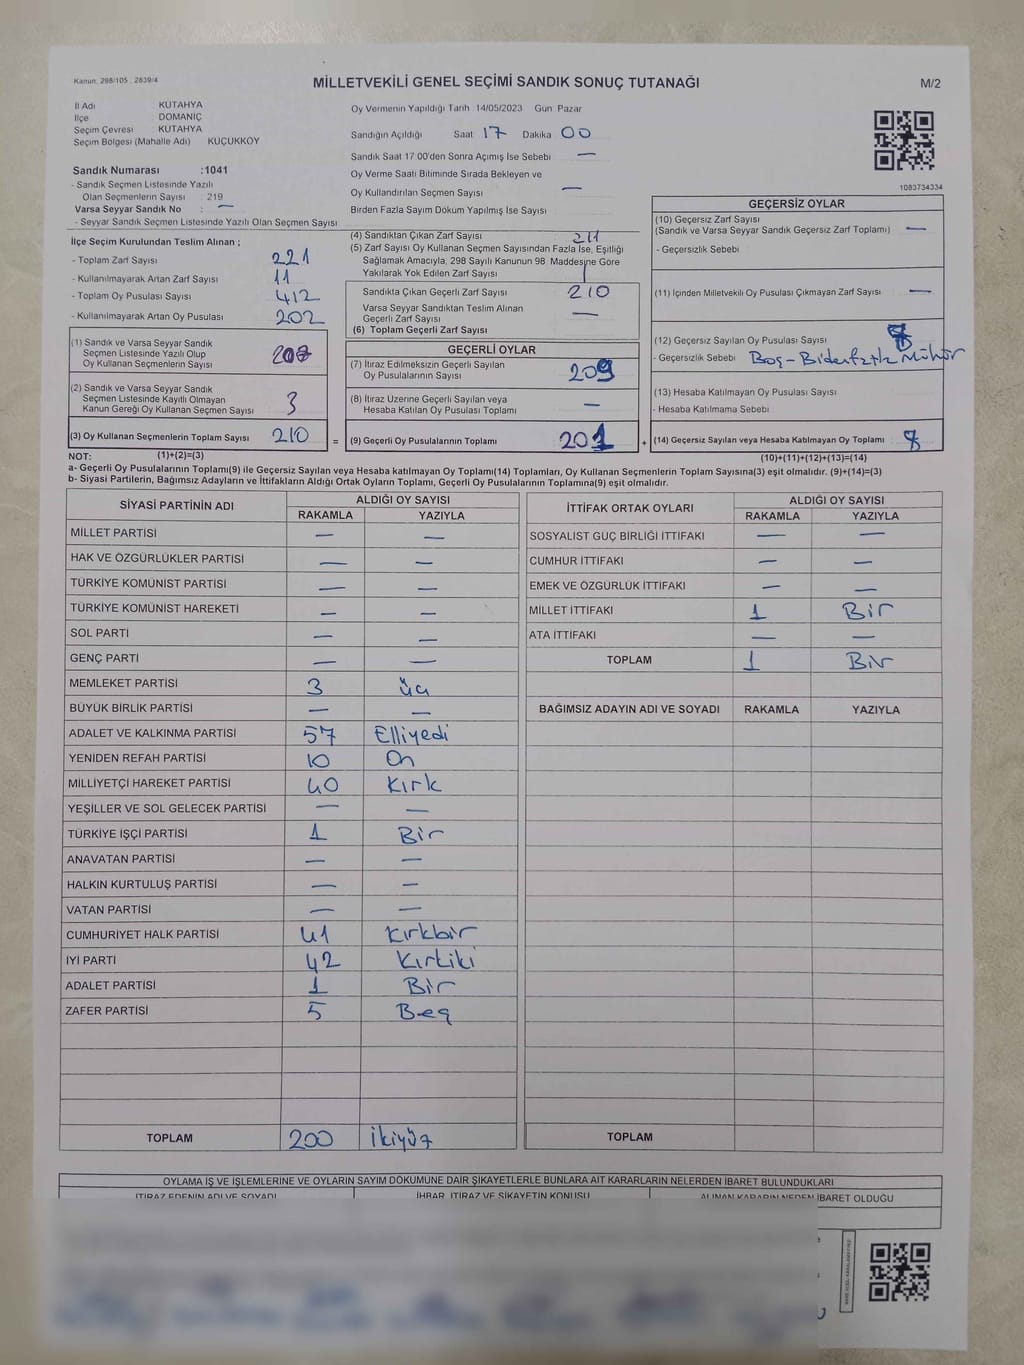 Kanun. 298/105 , 2839/4
MİLLETVEKİLİ GENEL SEÇİMİ SANDIK SONUÇ TUTANAĞI
M/2
İl Adı KÜTAHYA
İlçe DOMANİÇ
Seçim Çevresi KÜTAHYA
Seçim Bölgesi (Mahalle Adı) KÜÇÜKKÖY
Sandık Numarası :1041
- Sandık Seçmen Listesinde Yazılı
Olan Seçmenlerin Sayısı : 219
Varsa Seyyar Sandık No : —
- Seyyar Sandık Seçmen Listesinde Yazılı Olan Seçmen Sayısı
Oy Vermenin Yapıldığı Tarih 14/05/2023 Gün Pazar
Sandığın Açıldığı Saat 17 Dakika 00
Sandık Saat 17 00'den Sonra Açımış İse Sebebi —
Oy Verme Saati Bitiminde Sırada Bekleyen ve
Oy Kullandırılan Seçmen Sayısı —
Birden Fazla Sayım Döküm Yapılmış İse Sayısı
1083734334
İlçe Seçim Kurulundan Teslim Alınan ;
- Toplam Zarf Sayısı 221
- Kullanılmayarak Artan Zarf Sayısı 11
- Toplam Oy Pusulası Sayısı 412
- Kullanılmayarak Artan Oy Pusulası 202
(1) Sandık ve Varsa Seyyar Sandık
Seçmen Listesinde Yazılı Olup
Oy Kullanan Seçmenlerin Sayısı
(2) Sandık ve Varsa Seyyar Sandık
Seçmen Listesinde Kayıtlı Olmayan
Kanun Gereği Oy Kullanan Seçmen Sayısı 3
(3) Oy Kullanan Seçmenlerin Toplam Sayısı 210
(4) Sandıktan Çıkan Zarf Sayısı 211
(5) Zarf Sayısı Oy Kullanan Seçmen Sayısından Fazla İse, Eşitliği
Sağlamak Amacıyla, 298 Sayılı Kanunun 98. Maddesine Göre
Yakılarak Yok Edilen Zarf Sayısı 1
Sandıkta Çıkan Geçerli Zarf Sayısı 210
Varsa Seyyar Sandıktan Teslim Alınan
Geçerli Zarf Sayısı —
(6) Toplam Geçerli Zarf Sayısı
GEÇERLİ OYLAR
(7) İtiraz Edilmeksizin Geçerli Sayılan
Oy Pusulalarının Sayısı 209
(8) İtiraz Üzerine Geçerli Sayılan veya
Hesaba Katılan Oy Pusulası Toplamı —
= (9) Geçerli Oy Pusulalarının Toplamı 201
GEÇERSİZ OYLAR
(10) Geçersiz Zarf Sayısı
(Sandık ve Varsa Seyyar Sandık Geçersiz Zarf Toplamı) —
- Geçersizlik Sebebi
(11) İçinden Milletvekili Oy Pusulası Çıkmayan Zarf Sayısı —
(12) Geçersiz Sayılan Oy Pusulası Sayısı
- Geçersizlik Sebebi Boş-Birdenfazla Mühür
(13) Hesaba Katılmayan Oy Pusulası Sayısı
- Hesaba Katılmama Sebebi
+ (14) Geçersiz Sayılan veya Hesaba Katılmayan Oy Toplamı
NOT: (1)+(2)=(3)
(10)+(11)+(12)+(13)=(14)
a- Geçerli Oy Pusulalarının Toplamı(9) ile Geçersiz Sayılan veya Hesaba katılmayan Oy Toplamı(14) Toplamları, Oy Kullanan Seçmenlerin Toplam Sayısına(3) eşit olmalıdır. (9)+(14)=(3)
b- Siyasi Partilerin, Bağımsız Adayların ve İttifakların Aldığı Ortak Oyların Toplamı, Geçerli Oy Pusulalarının Toplamına(9) eşit olmalıdır.
SİYASİ PARTİNİN ADI ALDIĞI OY SAYISI
RAKAMLA YAZIYLA
MİLLET PARTİSİ — —
HAK VE ÖZGÜRLÜKLER PARTİSİ — —
TÜRKİYE KOMÜNİST PARTİSİ — —
TÜRKİYE KOMÜNİST HAREKETİ — —
SOL PARTİ — —
GENÇ PARTİ — —
MEMLEKET PARTİSİ 3 Üç
BÜYÜK BİRLİK PARTİSİ — —
ADALET VE KALKINMA PARTİSİ 57 Elliyedi
YENİDEN REFAH PARTİSİ 10 On
MİLLİYETÇİ HAREKET PARTİSİ 40 Kırk
YEŞİLLER VE SOL GELECEK PARTİSİ — —
TÜRKİYE İŞÇİ PARTİSİ 1 Bir
ANAVATAN PARTİSİ — —
HALKIN KURTULUŞ PARTİSİ — —
VATAN PARTİSİ — —
CUMHURİYET HALK PARTİSİ 41 Kırkbir
İYİ PARTİ 42 Kırkiki
ADALET PARTİSİ 1 Bir
ZAFER PARTİSİ 5 Beş
TOPLAM 200 İkiyüz
İTTİFAK ORTAK OYLARI ALDIĞI OY SAYISI
RAKAMLA YAZIYLA
SOSYALİST GÜÇ BİRLİĞİ İTTİFAKI — —
CUMHUR İTTİFAKI — —
EMEK VE ÖZGÜRLÜK İTTİFAKI — —
MİLLET İTTİFAKI 1 Bir
ATA İTTİFAKI — —
TOPLAM 1 Bir
BAĞIMSIZ ADAYIN ADI VE SOYADI RAKAMLA YAZIYLA
TOPLAM
OYLAMA İŞ VE İŞLEMLERİNE VE OYLARIN SAYIM DÖKÜMÜNE DAİR ŞİKAYETLERLE BUNLARA AİT KARARLARIN NELERDEN İBARET BULUNDUKLARI
İTİRAZ EDENİN ADI VE SOYADI İHBAR, İTİRAZ VE ŞİKAYETİN KONUSU ALINAN KARARIN NEDEN İBARET OLDUĞU